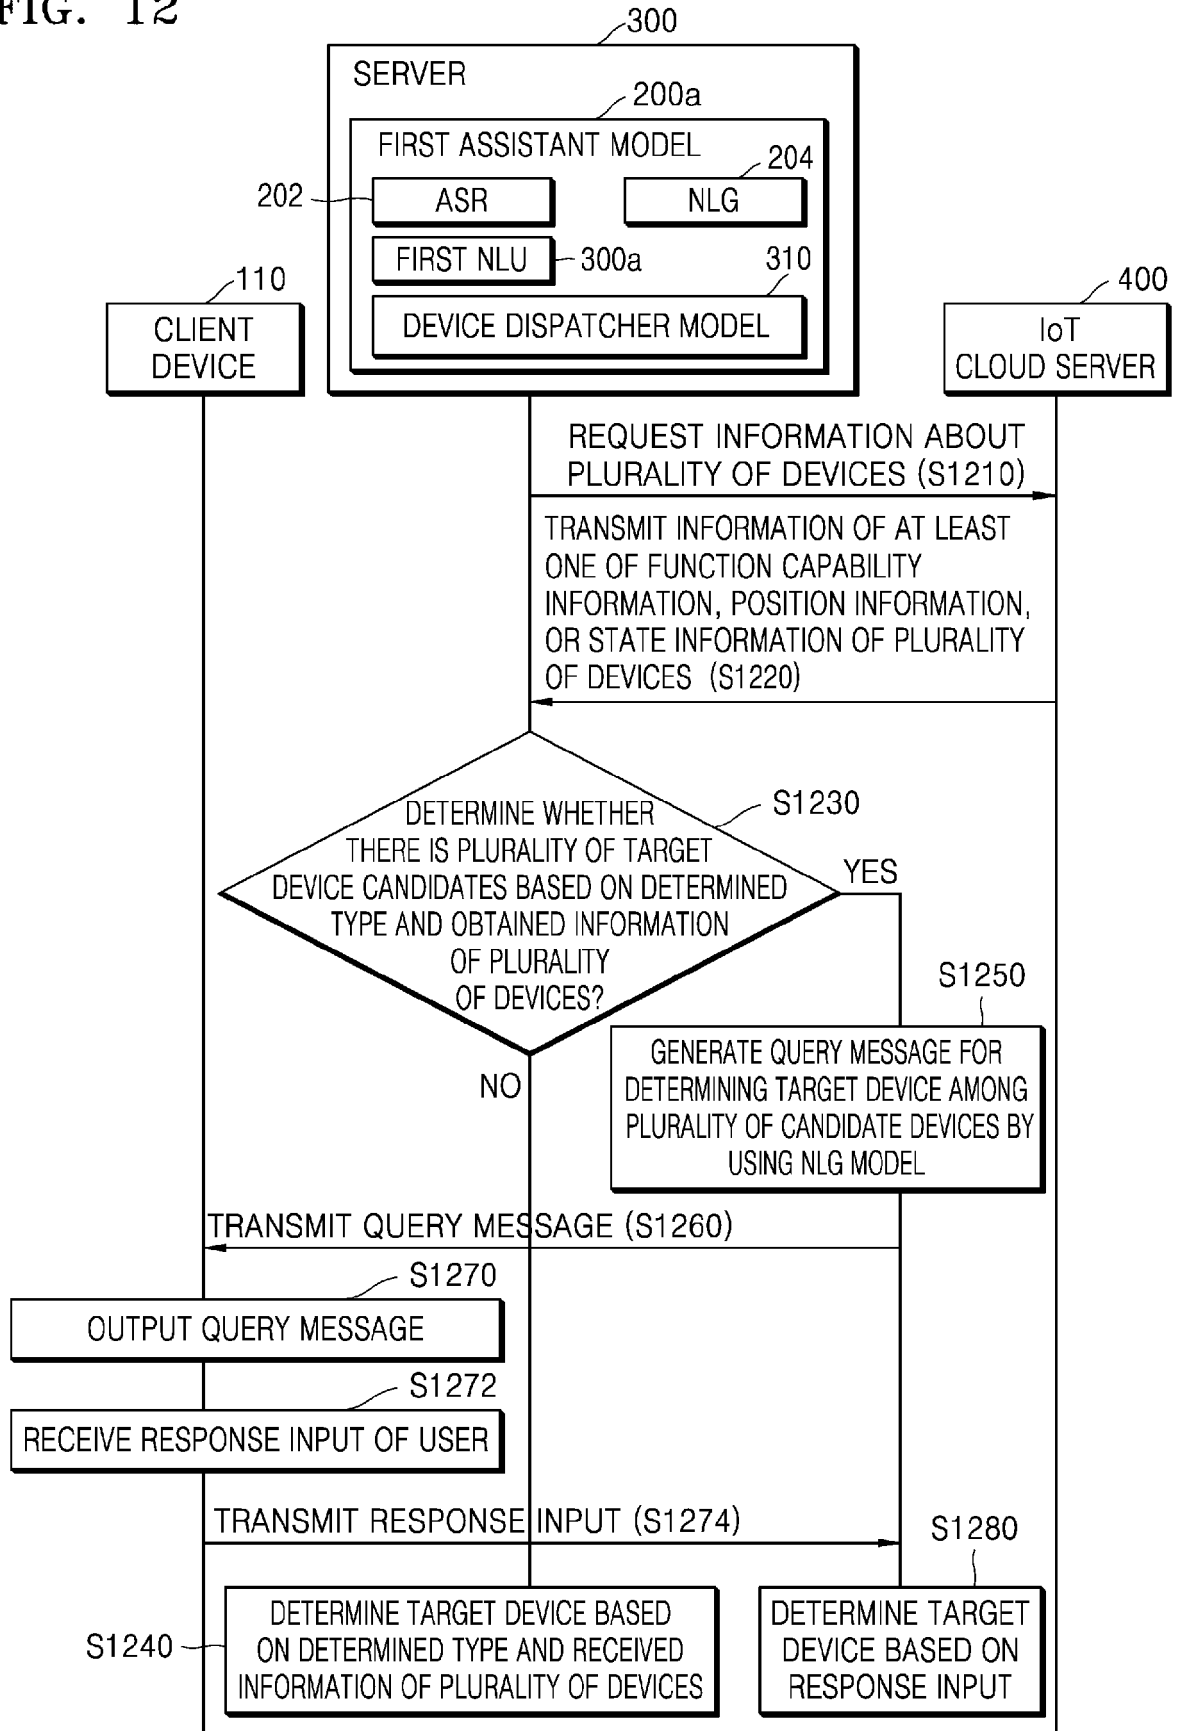 FIG. 12
300
SERVER
200a
FIRST ASSISTANT MODEL
204
202
ASR
NLG
FIRST NLU
300a
310
DEVICE DISPATCHER MODEL
110
CLIENT
DEVICE
400
IoT
CLOUD SERVER
REQUEST INFORMATION ABOUT
PLURALITY OF DEVICES (S1210)
TRANSMIT INFORMATION OF AT LEAST
ONE OF FUNCTION CAPABILITY
INFORMATION, POSITION INFORMATION,
OR STATE INFORMATION OF PLURALITY
OF DEVICES (S1220)
S1230
DETERMINE WHETHER
THERE IS PLURALITY OF TARGET
DEVICE CANDIDATES BASED ON DETERMINED
TYPE AND OBTAINED INFORMATION
OF PLURALITY
OF DEVICES?
YES
NO
S1250
GENERATE QUERY MESSAGE FOR
DETERMINING TARGET DEVICE AMONG
PLURALITY OF CANDIDATE DEVICES BY
USING NLG MODEL
TRANSMIT QUERY MESSAGE (S1260)
S1270
OUTPUT QUERY MESSAGE
S1272
RECEIVE RESPONSE INPUT OF USER
TRANSMIT RESPONSE INPUT (S1274)
S1280
S1240
DETERMINE TARGET DEVICE BASED
ON DETERMINED TYPE AND RECEIVED
INFORMATION OF PLURALITY OF DEVICES
DETERMINE TARGET
DEVICE BASED ON
RESPONSE INPUT